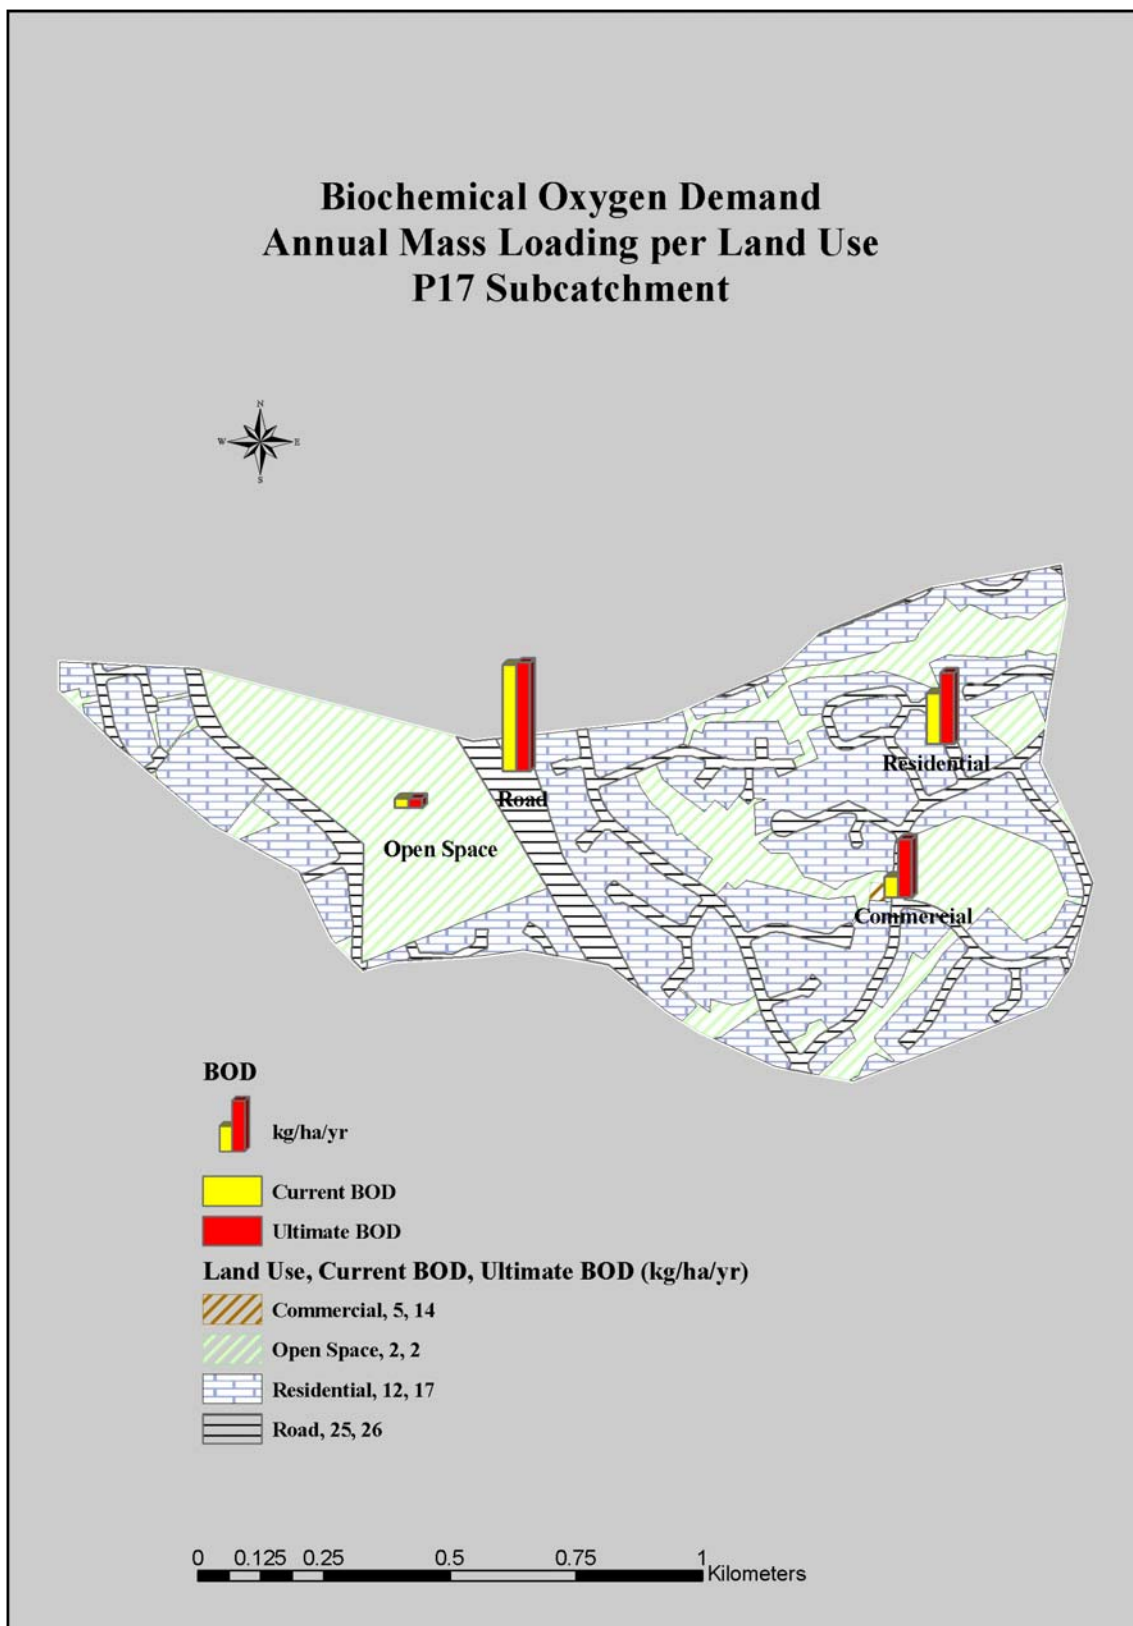 Biochemical Oxygen Demand
Annual Mass Loading per Land Use
P17 Subcatchment
N
W E
S
Residential
Road
Open Space
Commercial
BOD
kg/ha/yr
Current BOD
Ultimate BOD
Land Use, Current BOD, Ultimate BOD (kg/ha/yr)
Commercial, 5, 14
Open Space, 2, 2
Residential, 12, 17
Road, 25, 26
0 0.125 0.25 0.5 0.75 1
Kilometers